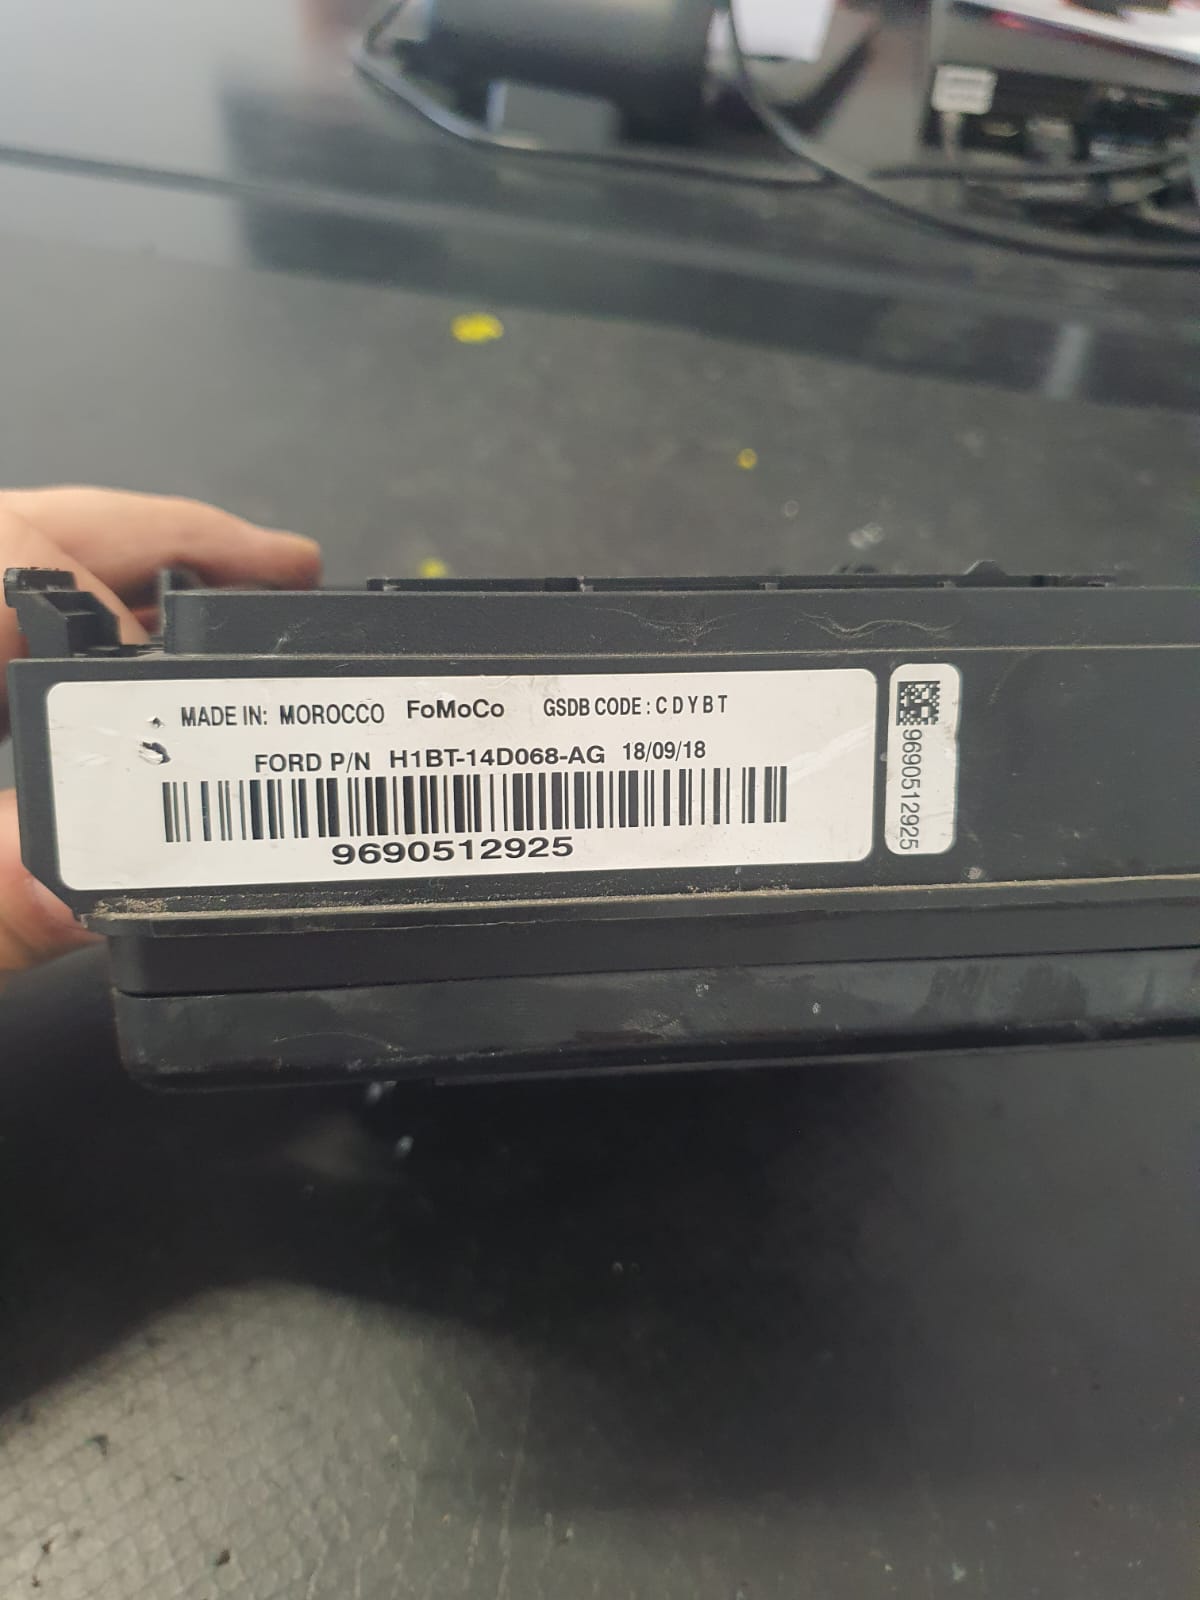 MADE IN: MOROCCO FoMoCo GSDB CODE : C D Y B T
FORD P/N H1BT-14D068-AG 18/09/18
9690512925
9690512925